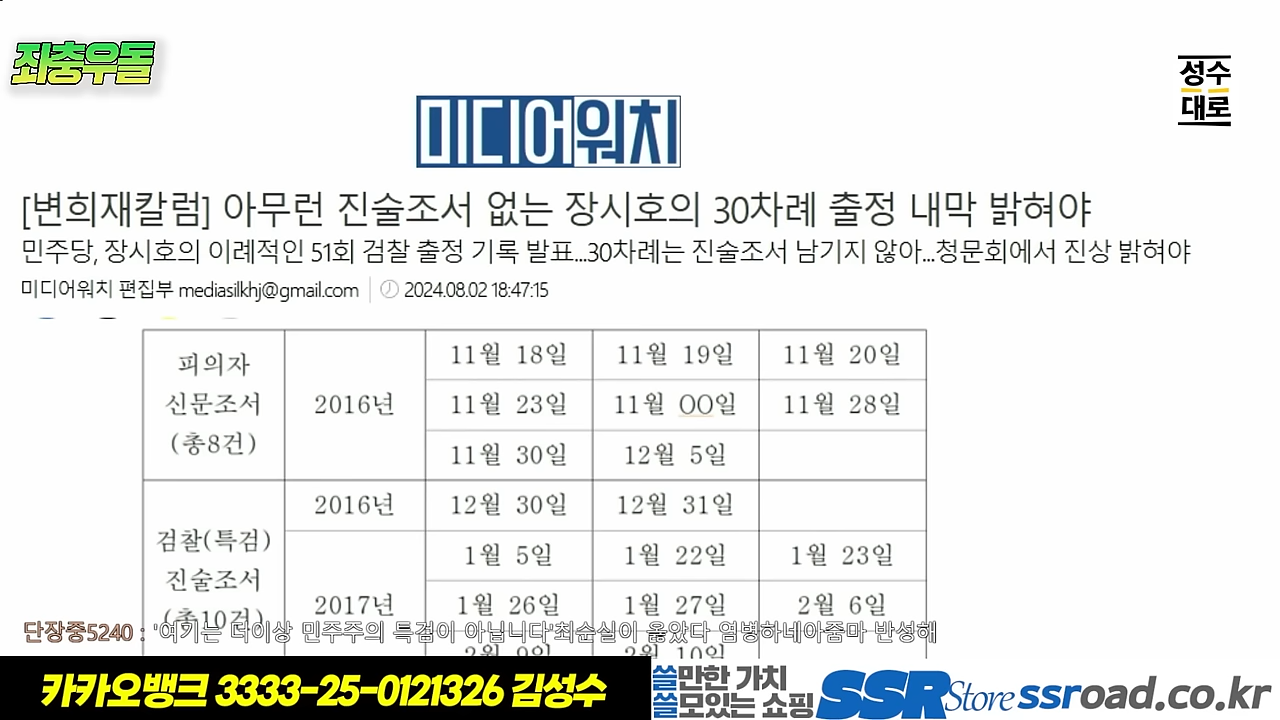 좌충우돌
성수
대로
미디어워치
[변희재칼럼] 아무런 진술조서 없는 장시호의 30차례 출정 내막 밝혀야
민주당, 장시호의 이례적인 51회 검찰 출정 기록 발표...30차례는 진술조서 남기지 않아...청문회에서 진상 밝혀야
미디어워치 편집부 mediasilkhj@gmail.com 2024.08.02 18:47:15
피의자
신문조서
(총8건)
2016년
11월 18일 11월 19일 11월 20일
11월 23일 11월 OO일 11월 28일
11월 30일 12월 5일
검찰(특검)
진술조서
(총10건)
2016년 12월 30일 12월 31일
2017년
1월 5일 1월 22일 1월 23일
1월 26일 1월 27일 2월 6일
2월 9일 2월 10일
단장중5240 : '여기는 더이상 민주주의 특검이 아닙니다'최순실이 옳았다 염병하네아줌마 반성해
카카오뱅크 3333-25-0121326 김성수
쓸만한 가치
쓸모있는 쇼핑
SSR Store ssroad.co.kr